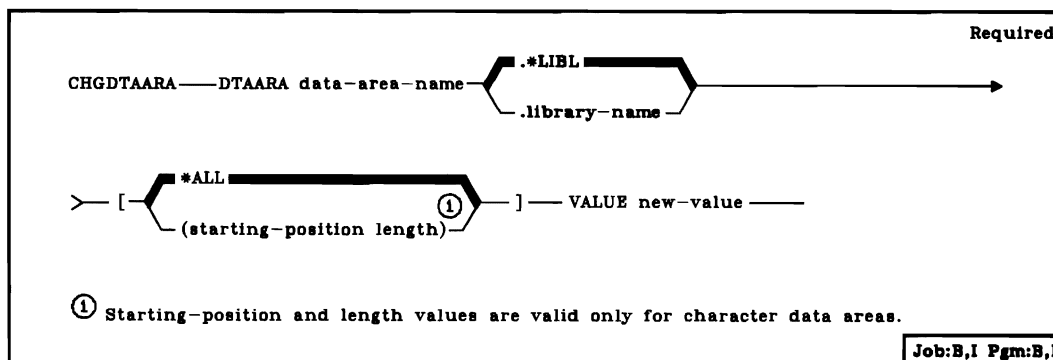 Required
.*LIBL
CHGDTAARA DTAARA data-area-name
.library-name
*ALL
[ (starting-position length) ① ] VALUE new-value
① Starting-position and length values are valid only for character data areas.
Job:B,I Pgm:B,I